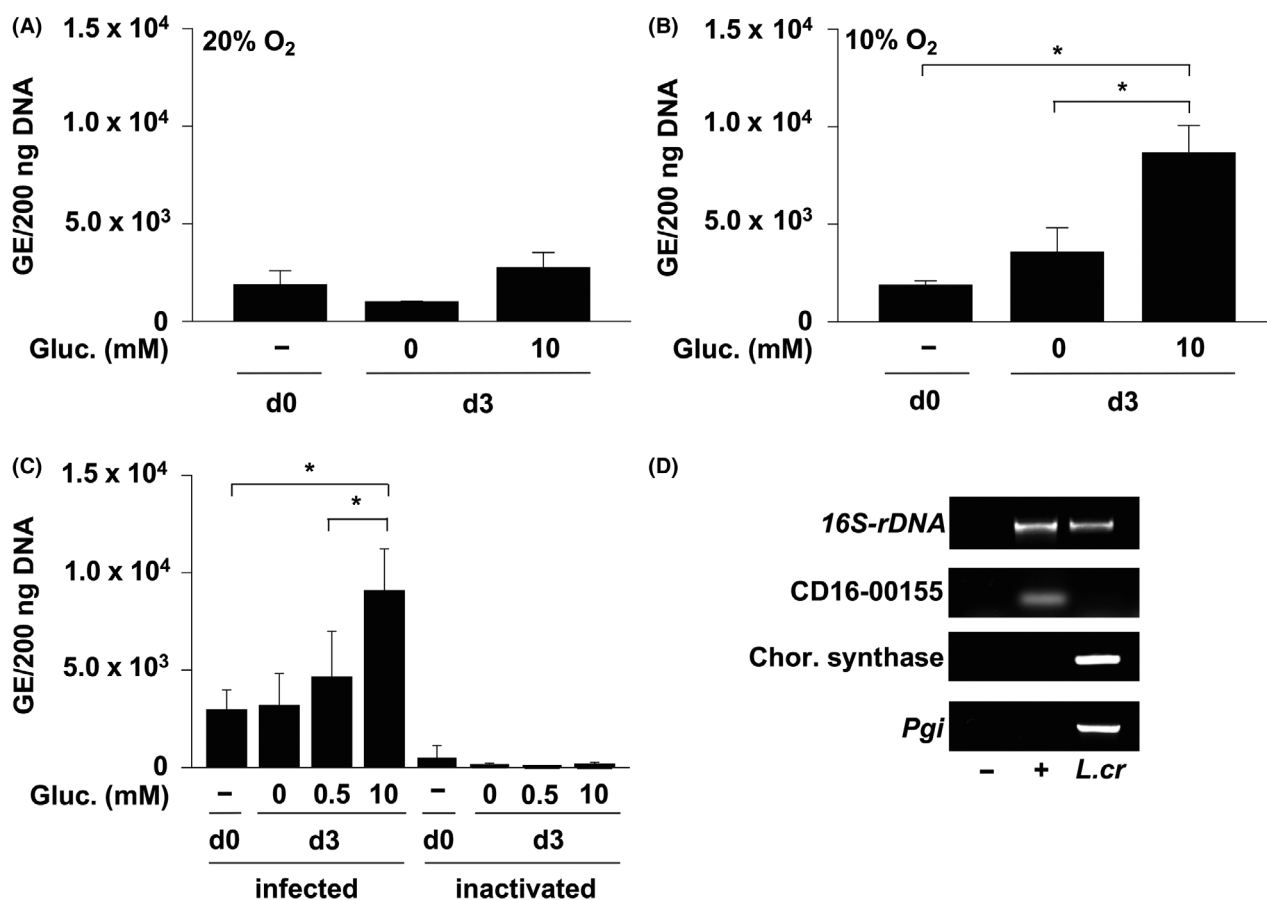 (A)
20% O₂
GE/200 ng DNA
1.5 x 10⁴
1.0 x 10⁴
5.0 x 10³
0
Gluc. (mM) – 0 10
d0 d3
(B)
10% O₂
GE/200 ng DNA
1.5 x 10⁴
1.0 x 10⁴
5.0 x 10³
0
*
*
Gluc. (mM) – 0 10
d0 d3
(C)
GE/200 ng DNA
1.5 x 10⁴
1.0 x 10⁴
5.0 x 10³
0
*
*
Gluc. (mM) – 0 0.5 10 – 0 0.5 10
d0 d3 d0 d3
infected inactivated
(D)
16S-rDNA
CD16-00155
Chor. synthase
Pgi
– + L.cr